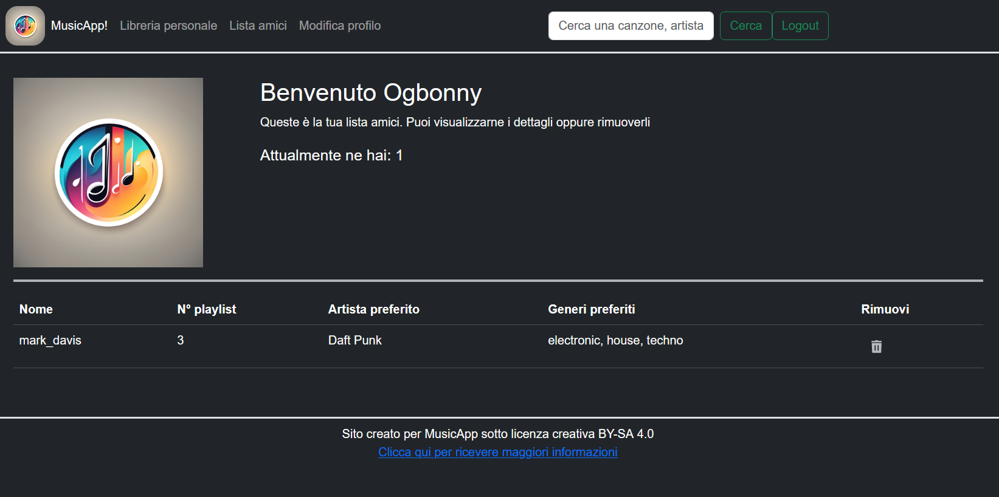 MusicApp! Libreria personale Lista amici Modifica profilo Cerca una canzone, artista Cerca Logout
Benvenuto Ogbonny
Queste è la tua lista amici. Puoi visualizzarne i dettagli oppure rimuoverli
Attualmente ne hai: 1
Nome N° playlist Artista preferito Generi preferiti Rimuovi
mark_davis 3 Daft Punk electronic, house, techno
Sito creato per MusicApp sotto licenza creativa BY-SA 4.0
Clicca qui per ricevere maggiori informazioni